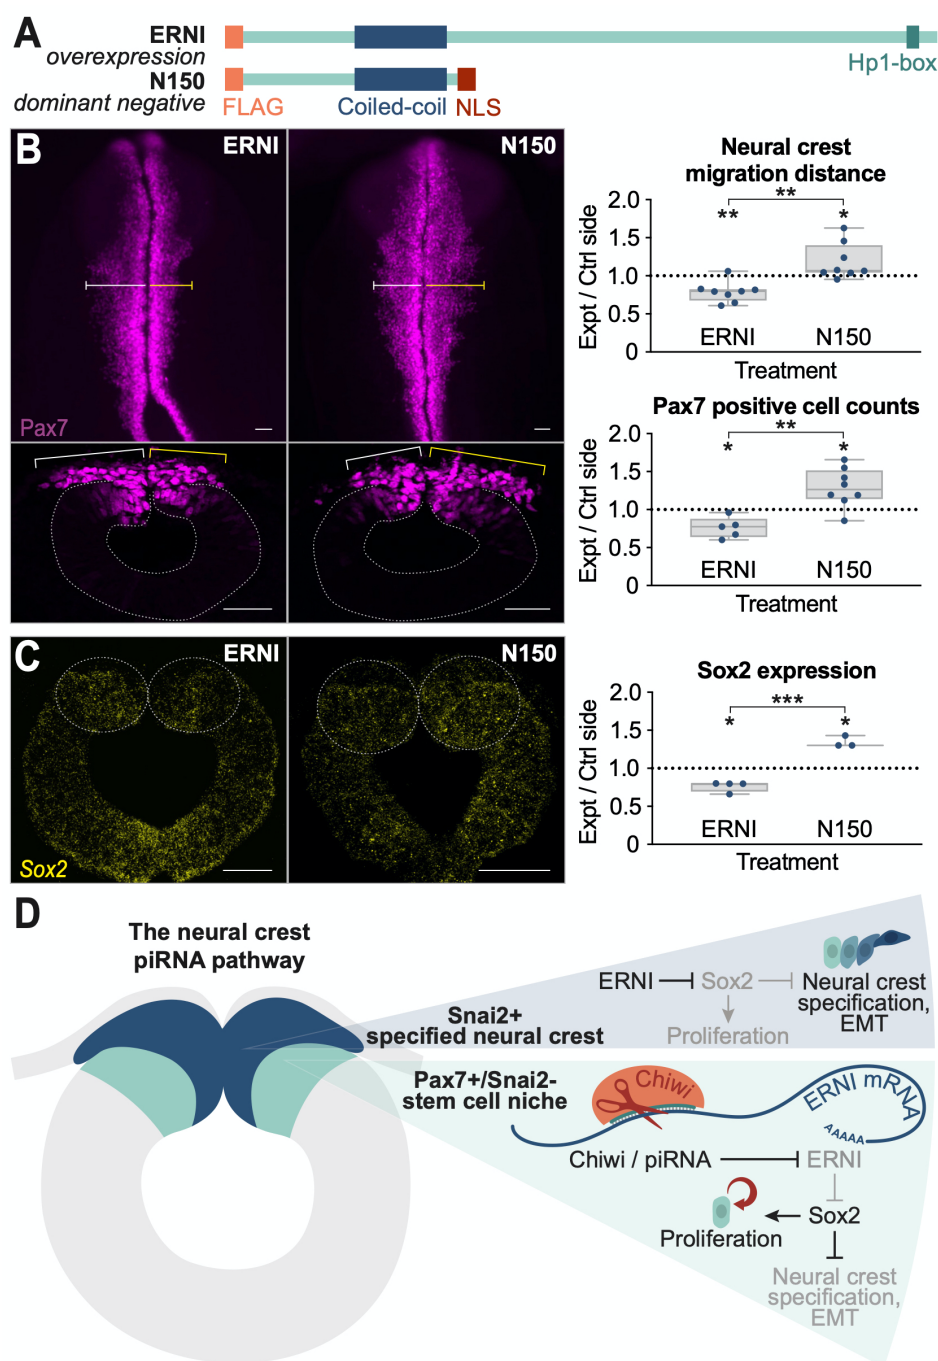 A
ERNI
overexpression
N150
dominant negative
FLAG
Coiled-coil
NLS
Hp1-box
B
ERNI
N150
Pax7
Neural crest
migration distance
Expt / Ctrl side
2.0
1.5
1.0
0.5
0
**
**
*
ERNI
N150
Treatment
Pax7 positive cell counts
Expt / Ctrl side
2.0
1.5
1.0
0.5
0
**
*
*
ERNI
N150
Treatment
C
ERNI
N150
Sox2
Sox2 expression
Expt / Ctrl side
2.0
1.5
1.0
0.5
0
***
*
*
ERNI
N150
Treatment
D
The neural crest
piRNA pathway
Snai2+
specified neural crest
ERNI
Sox2
Proliferation
Neural crest
specification,
EMT
Pax7+/Snai2-
stem cell niche
Chiwi
ERNI mRNA
AAAAA
Chiwi / piRNA
ERNI
Sox2
Proliferation
Neural crest
specification,
EMT